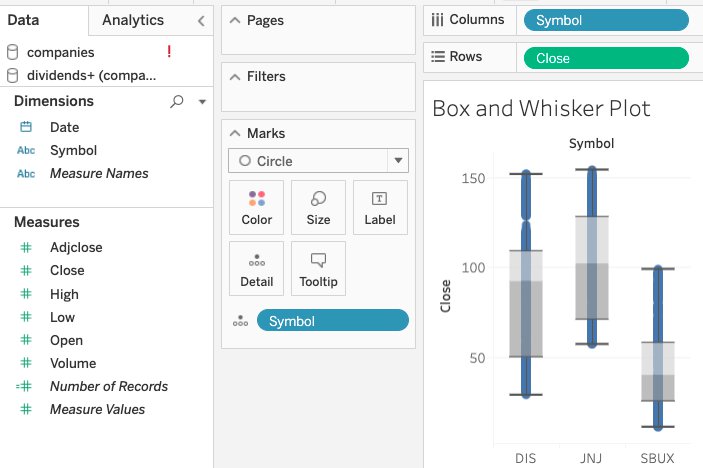 Data
Analytics
companies
!
dividends+ (compa...
Dimensions
Date
Abc Symbol
Abc Measure Names
Measures
Adjclose
Close
High
Low
Open
Volume
Number of Records
Measure Values
Pages
Filters
Marks
Circle
Color
Size
T
Label
Detail
Tooltip
Symbol
Columns
Symbol
Rows
Close
Box and Whisker Plot
Symbol
150
100
50
Close
DIS JNJ SBUX